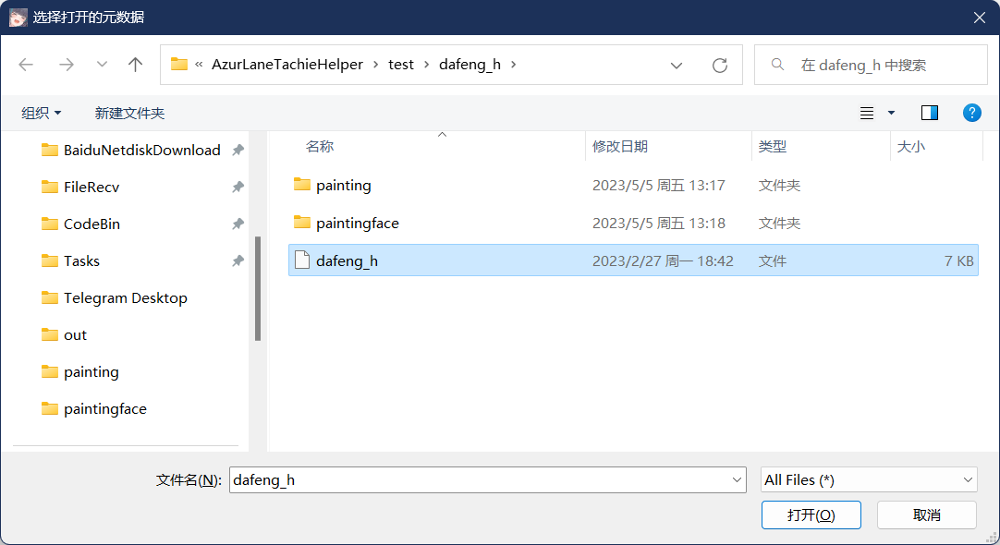 选择打开的元数据
« AzurLaneTachieHelper › test › dafeng_h ›
在 dafeng_h 中搜索
组织 新建文件夹 ?
名称 修改日期 类型 大小
BaiduNetdiskDownload
FileRecv
CodeBin
Tasks
Telegram Desktop
out
painting
paintingface
painting 2023/5/5 周五 13:17 文件夹
paintingface 2023/5/5 周五 13:18 文件夹
dafeng_h 2023/2/27 周一 18:42 文件 7 KB
文件名(N): dafeng_h All Files (*)
打开(O) 取消